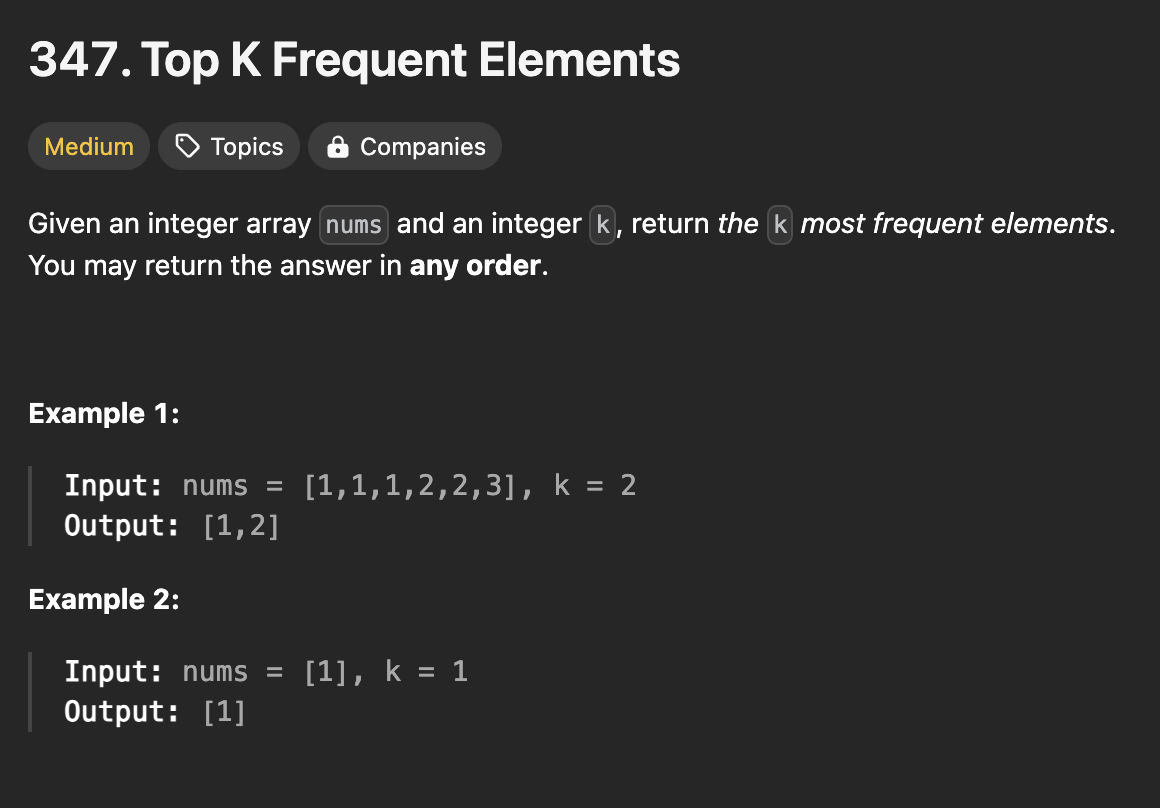 347. Top K Frequent Elements
Medium Topics Companies
Given an integer array nums and an integer k, return the k most frequent elements.
You may return the answer in any order.
Example 1:
Input: nums = [1,1,1,2,2,3], k = 2
Output: [1,2]
Example 2:
Input: nums = [1], k = 1
Output: [1]